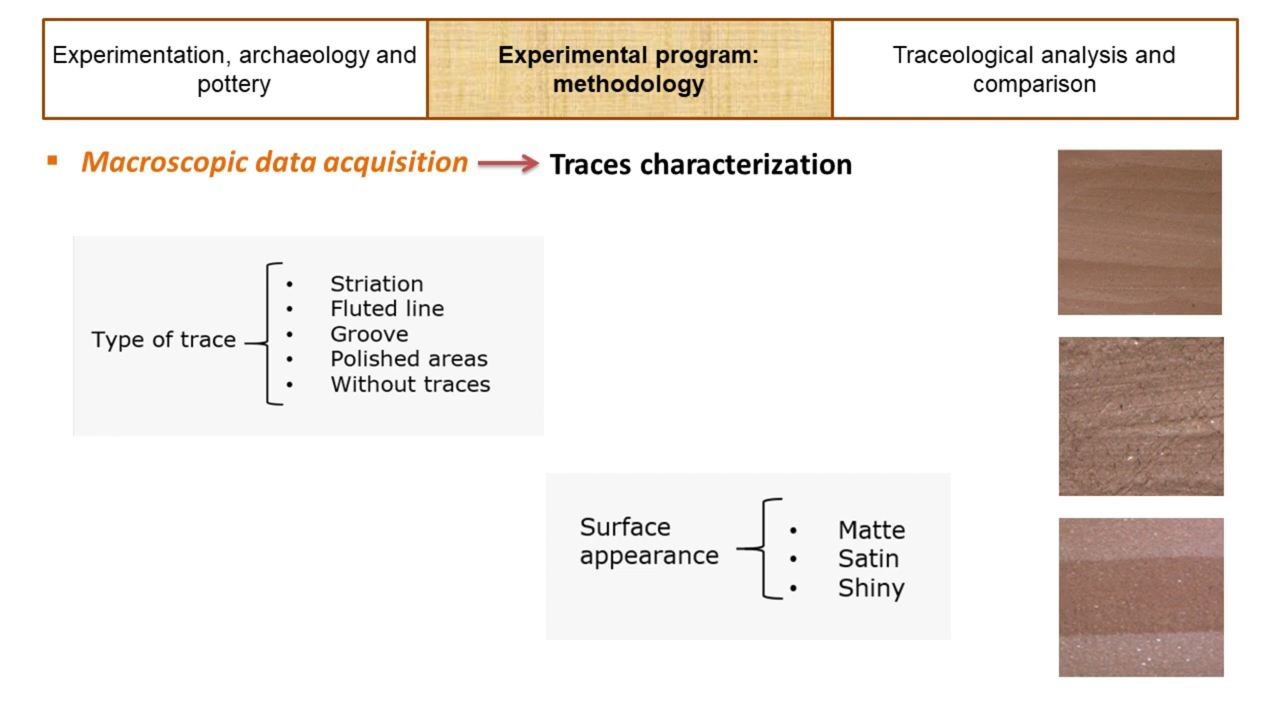 Experimentation, archaeology and
pottery
Experimental program:
methodology
Traceological analysis and
comparison
▪ Macroscopic data acquisition → Traces characterization
Type of trace
• Striation
• Fluted line
• Groove
• Polished areas
• Without traces
Surface
appearance
• Matte
• Satin
• Shiny